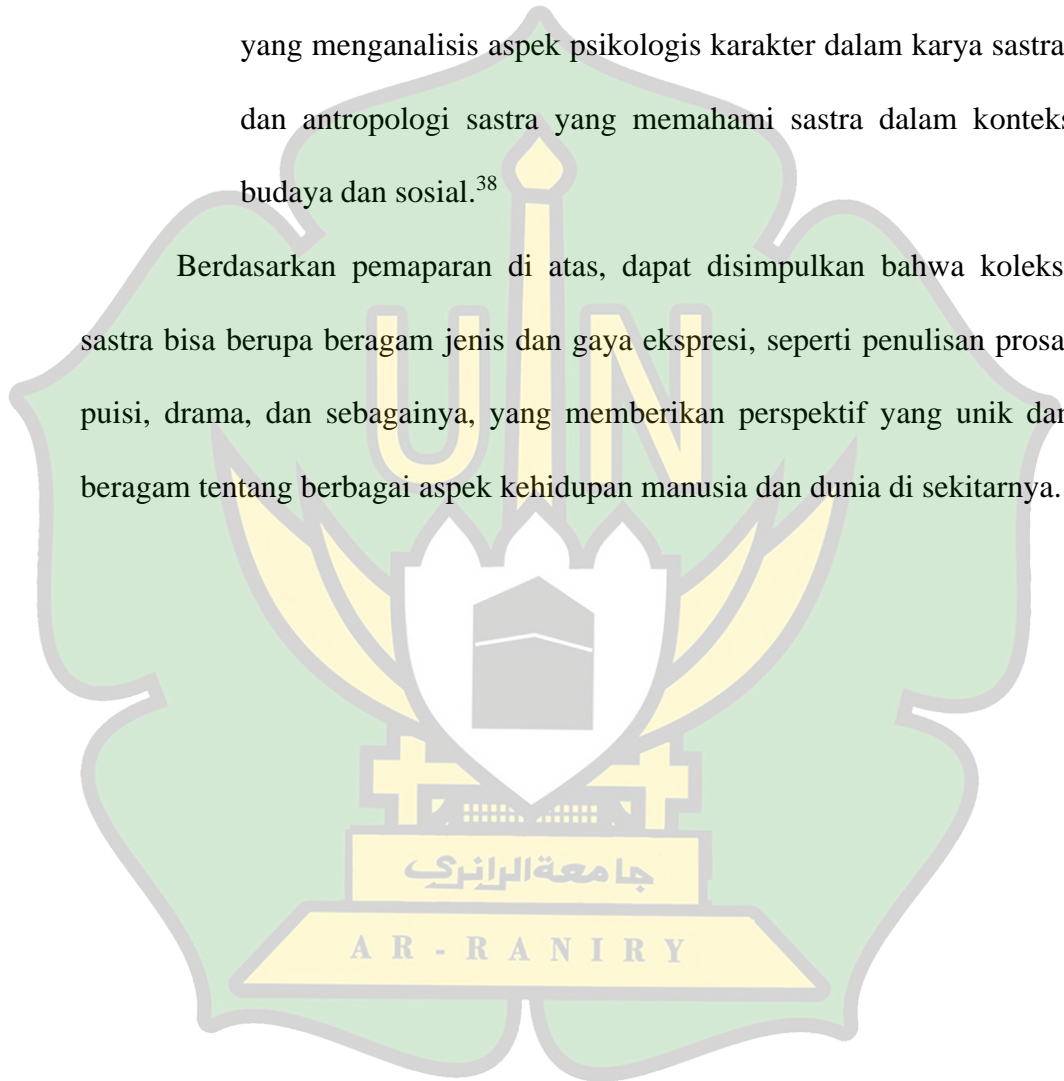 yang menganalisis aspek psikologis karakter dalam karya sastra
dan antropologi sastra yang memahami sastra dalam konteks
budaya dan sosial.³⁸
Berdasarkan pemaparan di atas, dapat disimpulkan bahwa koleks
sastra bisa berupa beragam jenis dan gaya ekspresi, seperti penulisan prosa
puisi, drama, dan sebagainya, yang memberikan perspektif yang unik dan
beragam tentang berbagai aspek kehidupan manusia dan dunia di sekitarnya.
UIN
جامعة الرانري
AR-RANIRY